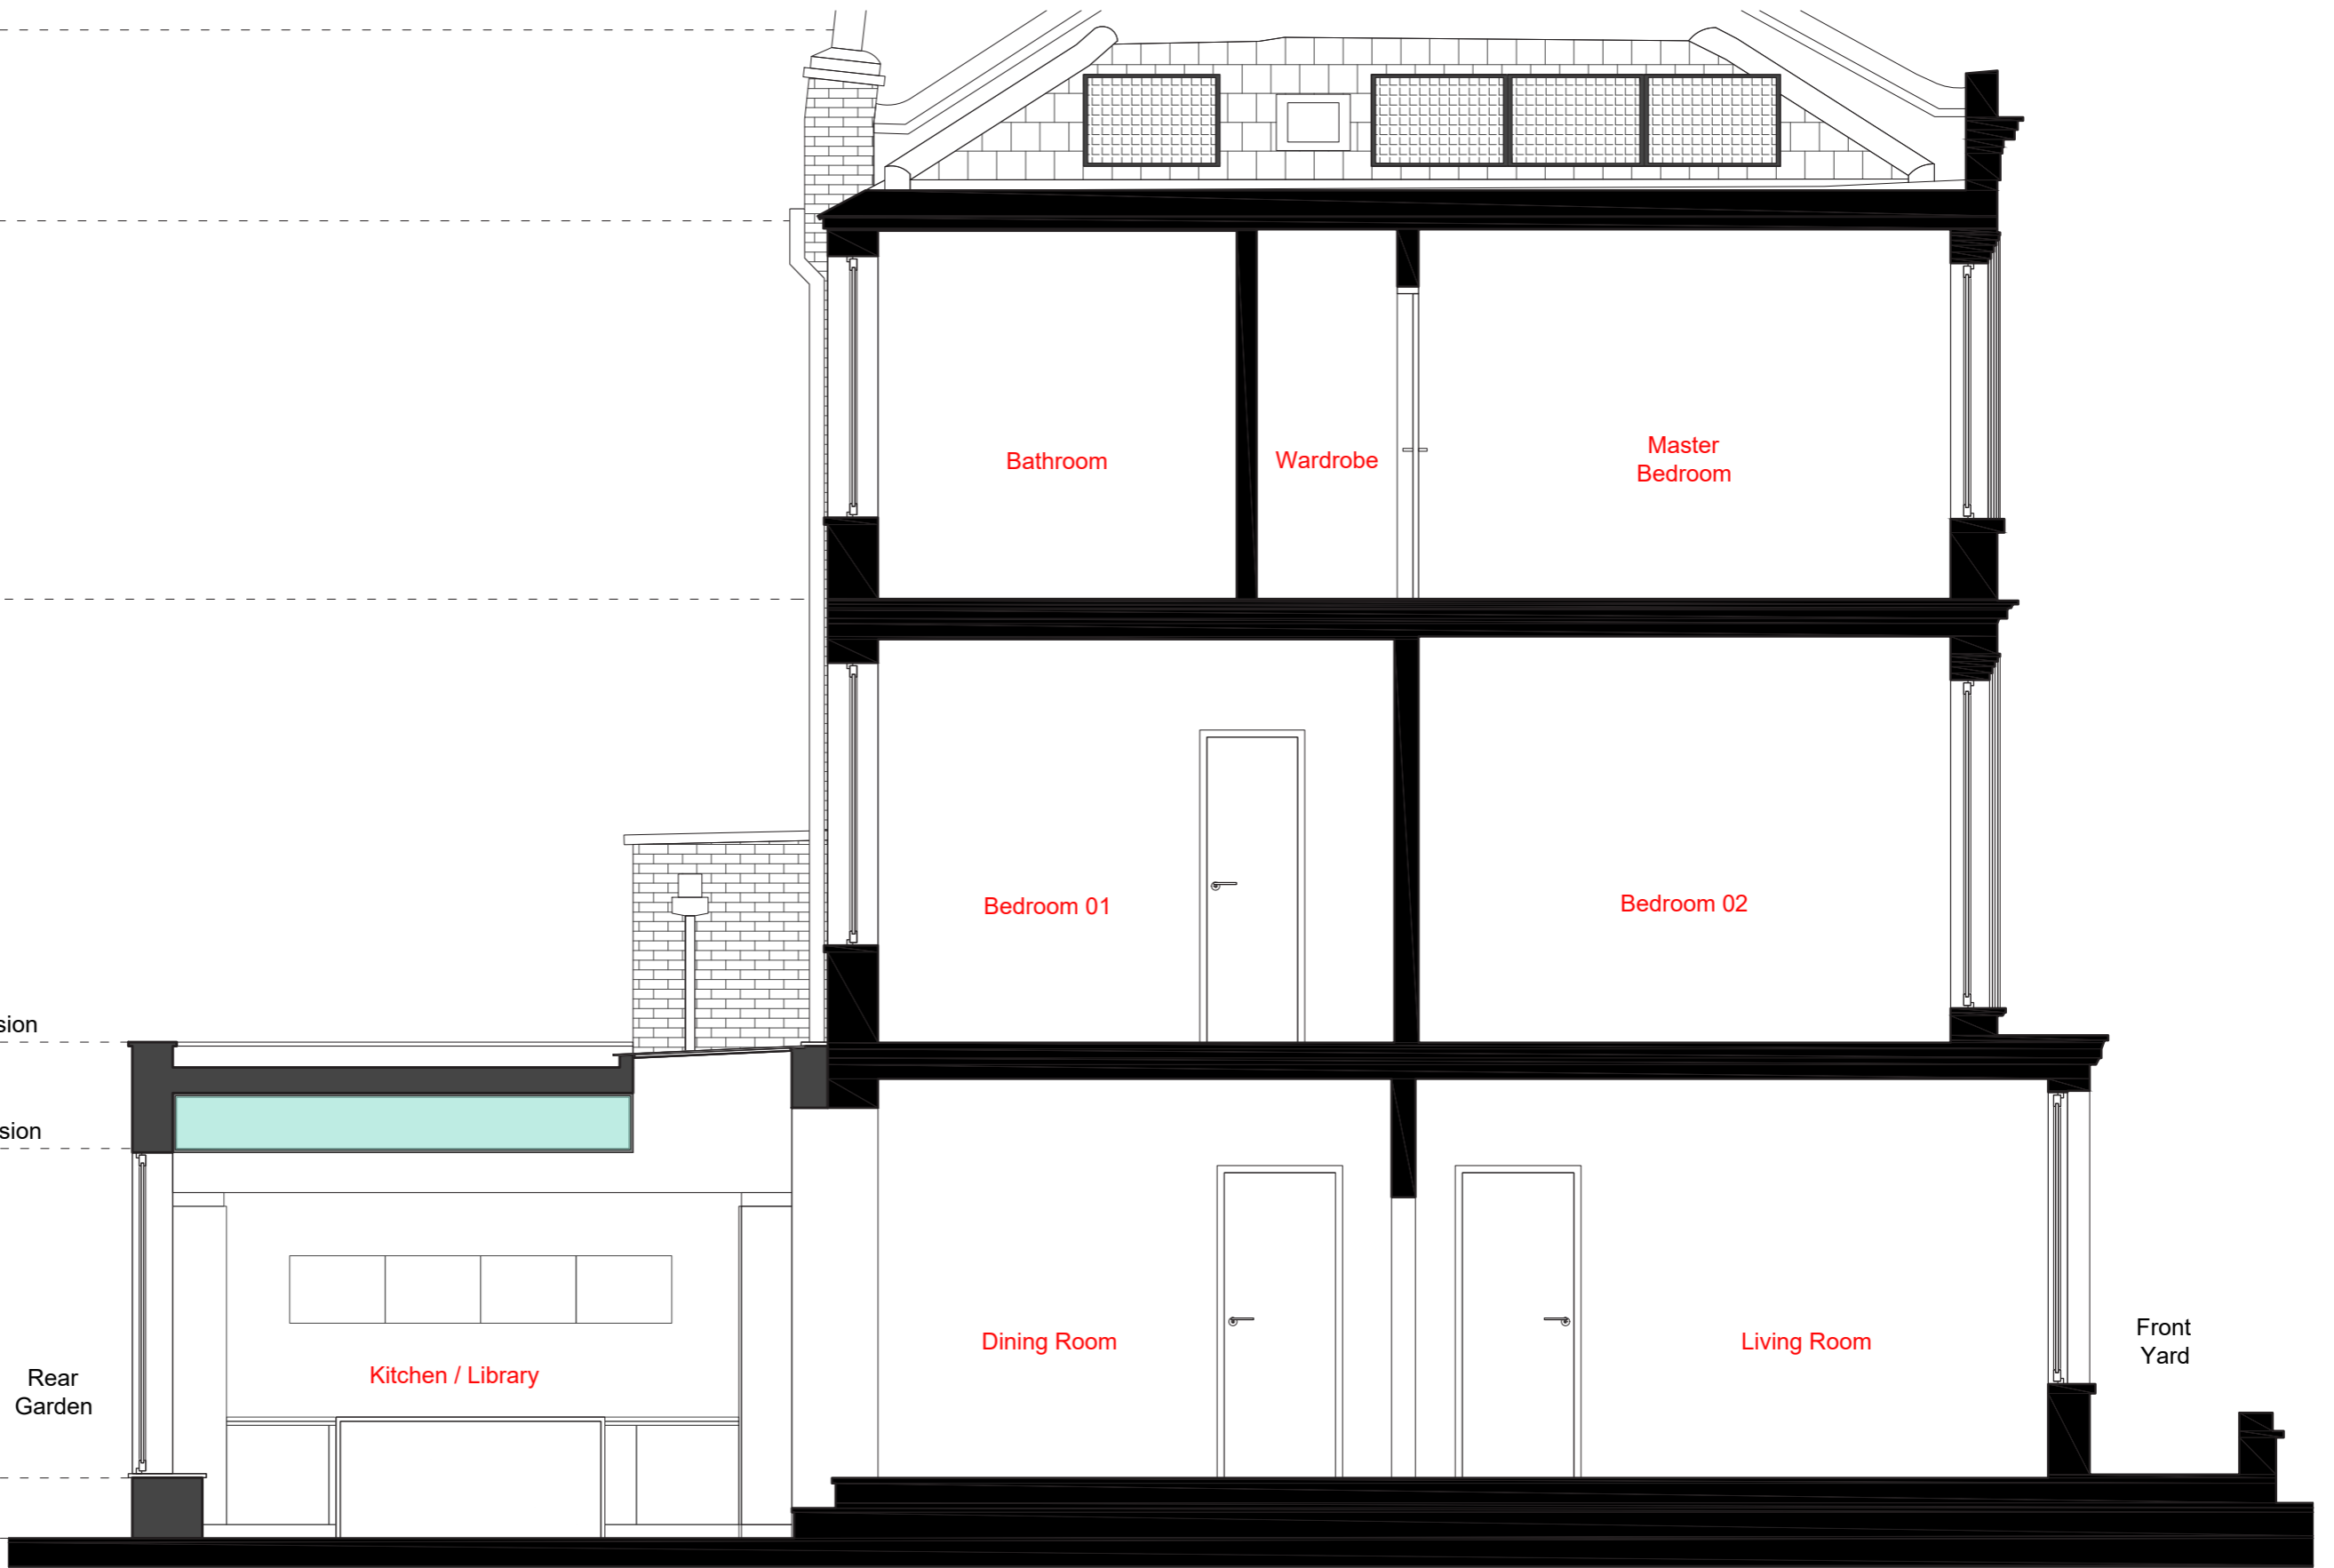 Bathroom
Wardrobe
Master
Bedroom
Bedroom 01
Bedroom 02
sion
sion
Dining Room
Living Room
Front
Yard
Kitchen / Library
Rear
Garden